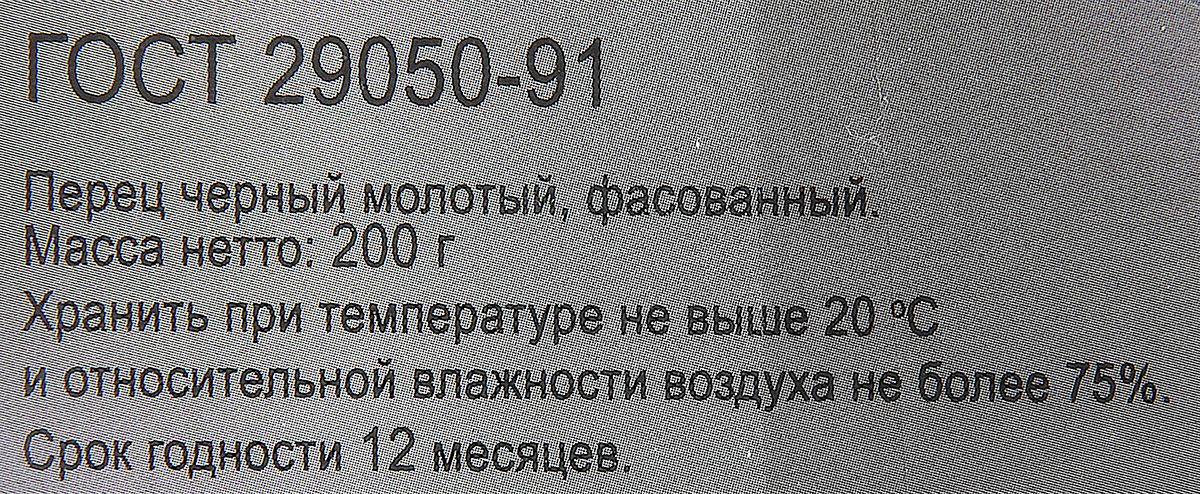 ГОСТ 29050-91
Перец черный молотый, фасованный.
Масса нетто: 200 г
Хранить при температуре не выше 20 ºС
и относительной влажности воздуха не более 75%.
Срок годности 12 месяцев.